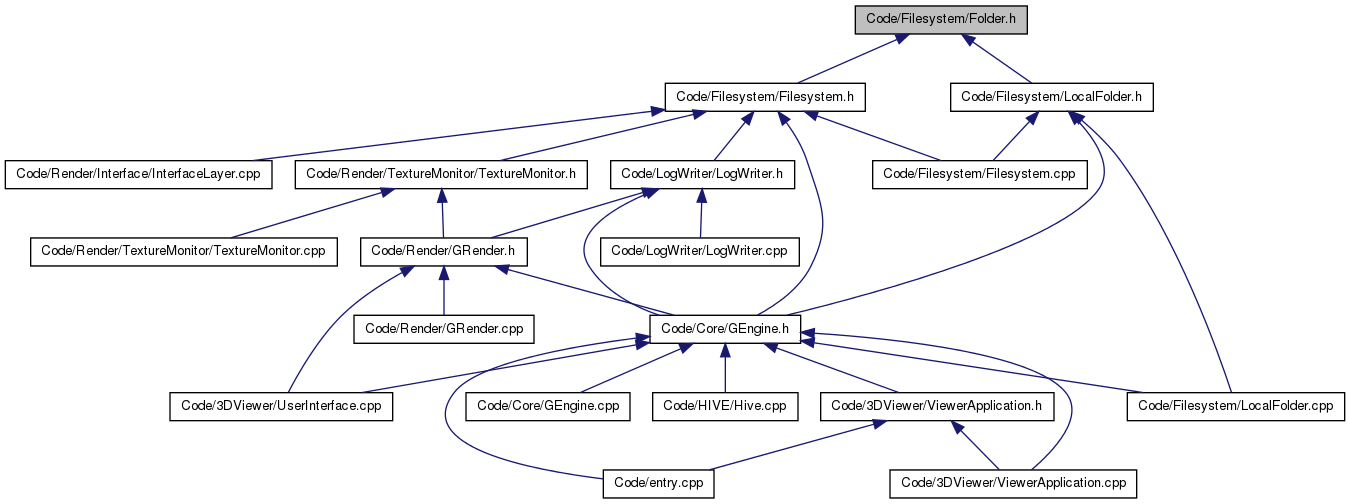 Code/Filesystem/Folder.h
Code/Filesystem/Filesystem.h
Code/Filesystem/LocalFolder.h
Code/Render/Interface/InterfaceLayer.cpp
Code/Render/TextureMonitor/TextureMonitor.h
Code/LogWriter/LogWriter.h
Code/Filesystem/Filesystem.cpp
Code/Render/TextureMonitor/TextureMonitor.cpp
Code/Render/GRender.h
Code/LogWriter/LogWriter.cpp
Code/Render/GRender.cpp
Code/Core/GEngine.h
Code/3DViewer/UserInterface.cpp
Code/Core/GEngine.cpp
Code/HIVE/Hive.cpp
Code/3DViewer/ViewerApplication.h
Code/Filesystem/LocalFolder.cpp
Code/entry.cpp
Code/3DViewer/ViewerApplication.cpp